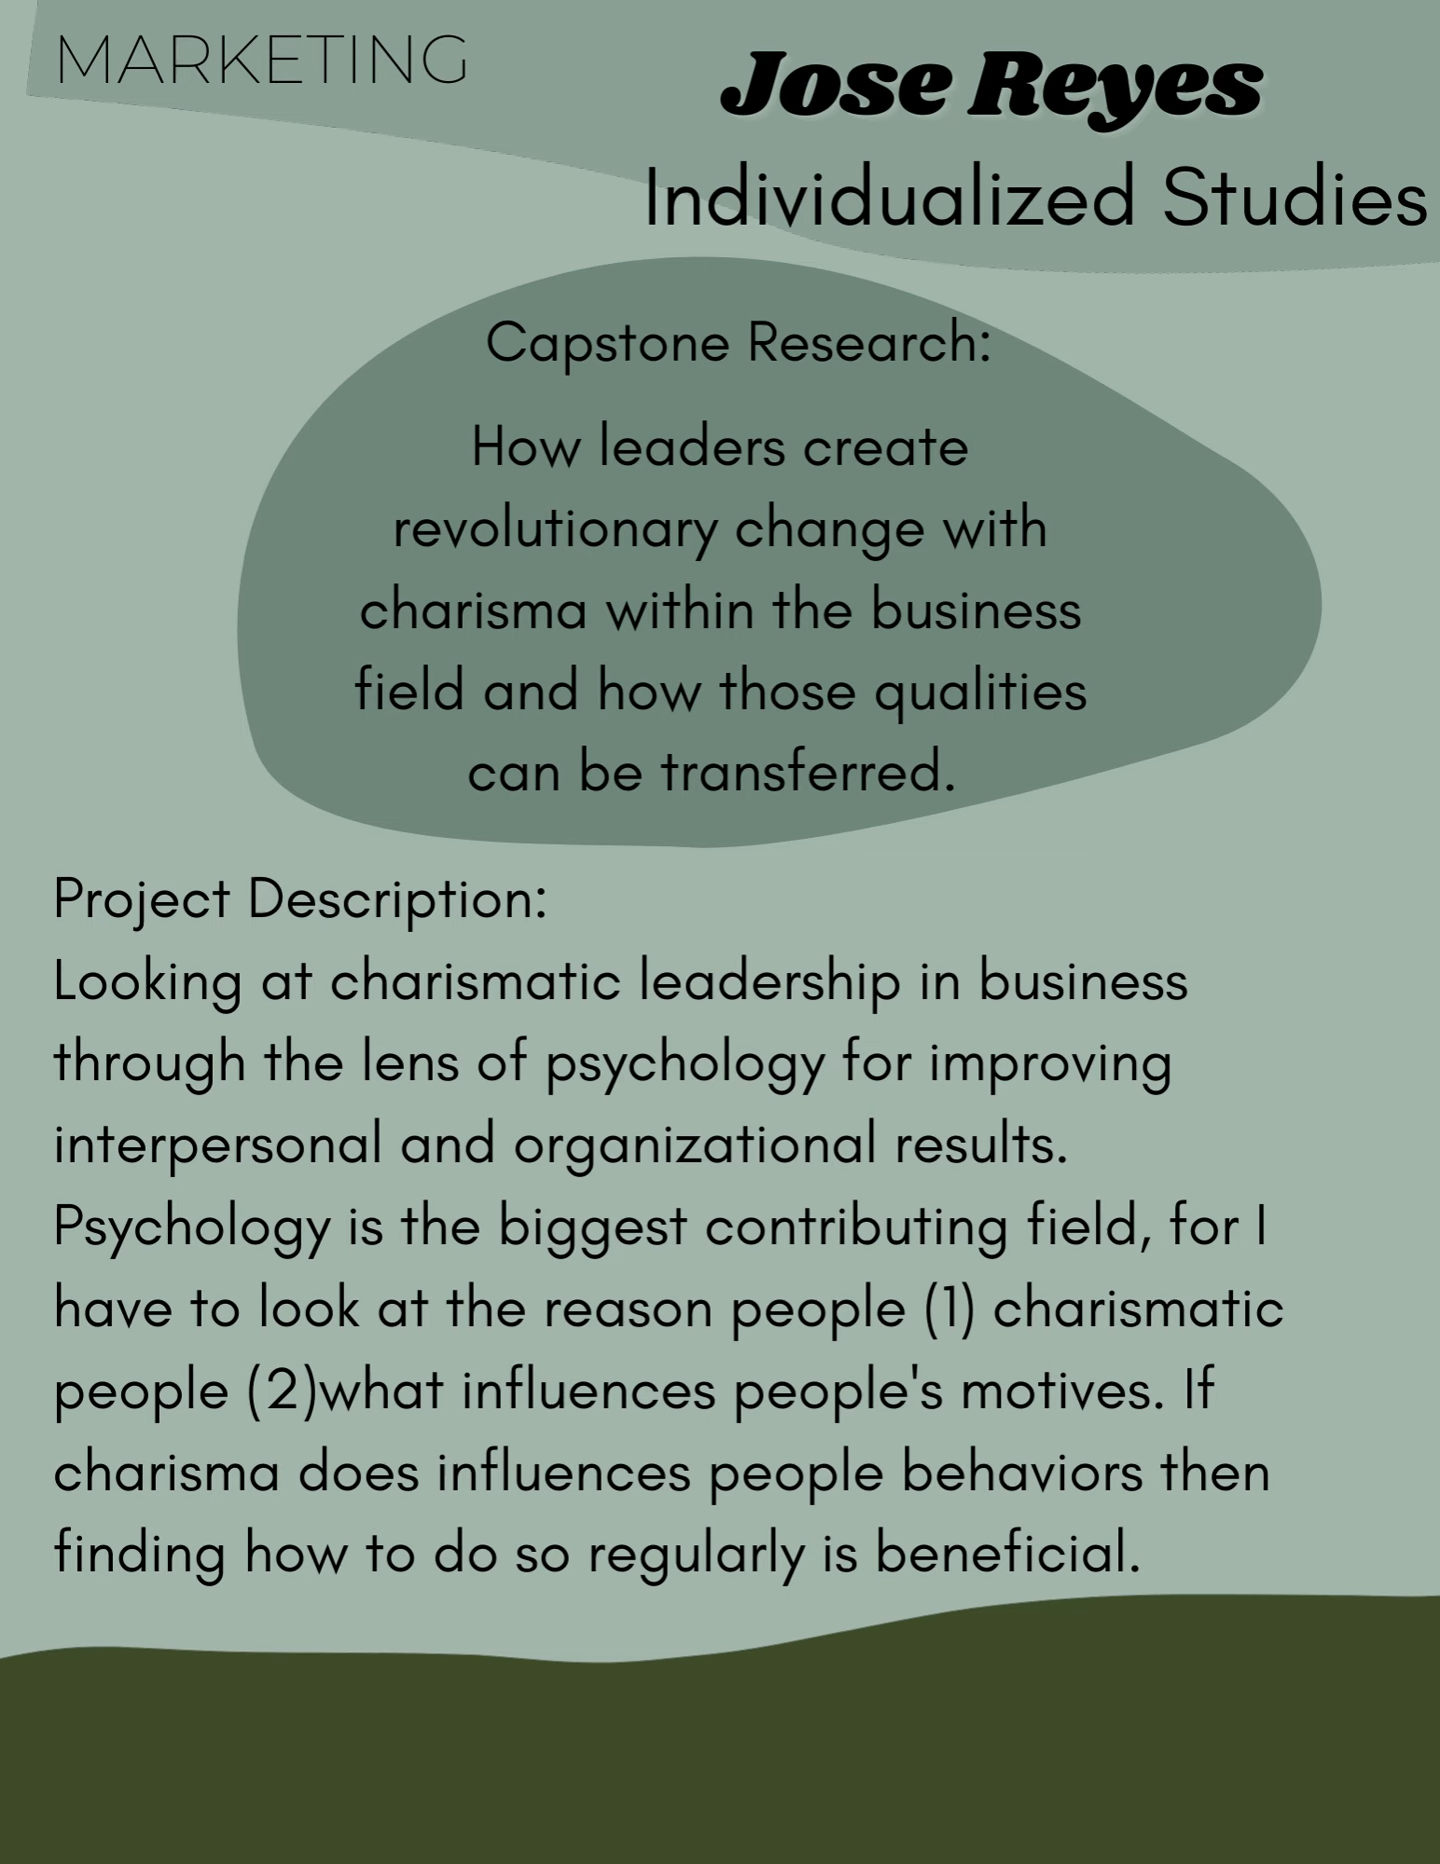 MARKETING
Jose Reyes
Individualized Studies
Capstone Research:
How leaders create
revolutionary change with
charisma within the business
field and how those qualities
can be transferred.
Project Description:
Looking at charismatic leadership in business
through the lens of psychology for improving
interpersonal and organizational results.
Psychology is the biggest contributing field, for I
have to look at the reason people (1) charismatic
people (2)what influences people's motives. If
charisma does influences people behaviors then
finding how to do so regularly is beneficial.